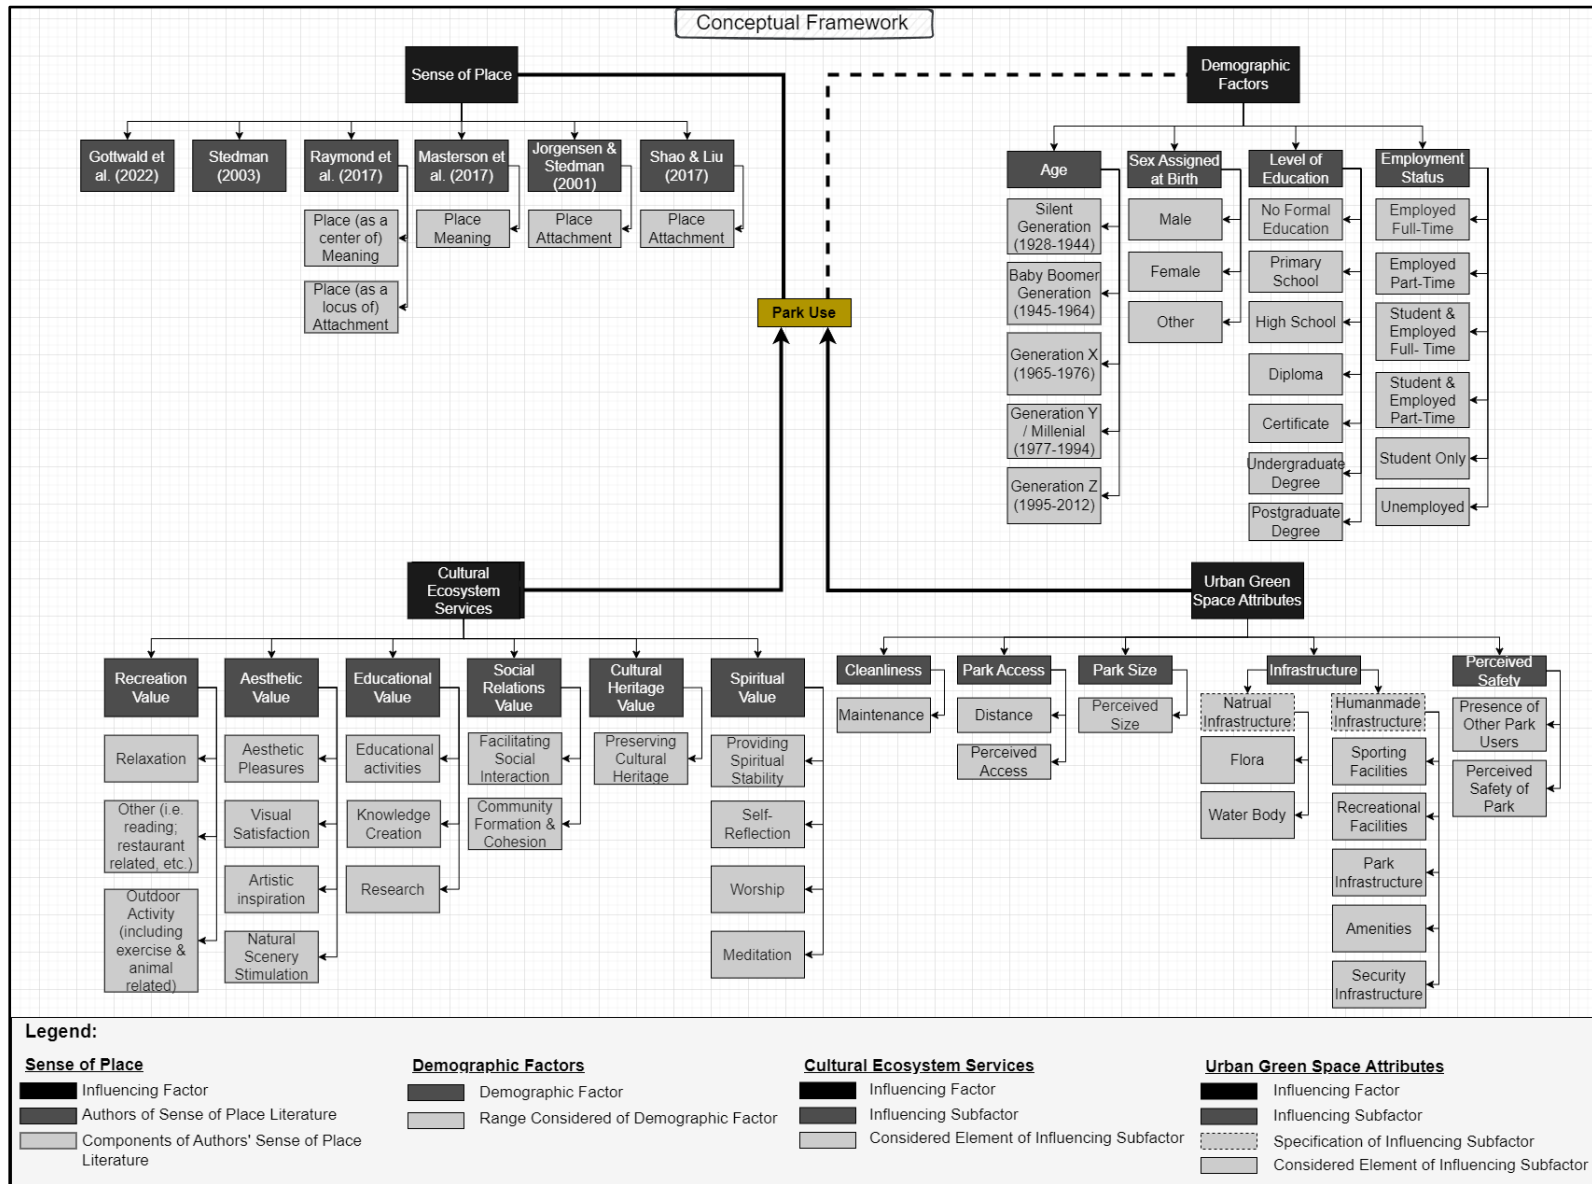 Conceptual Framework
Sense of Place
Demographic
Factors
Gottwald et
al. (2022)
Stedman
(2003)
Raymond et
al. (2017)
Masterson et
al. 2017)
Jorgensen &
Stedman
(2001)
Shao & Liu
(2017)
Place (as a
center of)
Meaning
Place (as a
locus of)
Attachment
Place
Meaning
Place
Attachment
Place
Attachment
Age
Silent
Generation
(1928-1944)
Baby Boomer
Generation
(1945-1964)
Generation X
(1965-1976)
Generation Y
/ Millenial
(1977-1994)
Generation Z
(1995-2012)
Sex Assigned
at Birth
Male
Female
Other
Level of
Education
No Formal
Education
Primary
School
High School
Diploma
Certificate
Undergraduate
Degree
Postgraduate
Degree
Employment
Status
Employed
Full-Time
Employed
Part-Time
Student &
Employed
Full- Time
Student &
Employed
Part-Time
Student Only
Unemployed
Park Use
Cultural
Ecosystem
Services
Recreation
Value
Relaxation
Other (i.e.
reading;
restaurant
related, etc.)
Outdoor
Activity
(including
exercise &
animal
related)
Aesthetic
Value
Aesthetic
Pleasures
Visual
Satisfaction
Artistic
inspiration
Natural
Scenery
Stimulation
Educational
Value
Educational
activities
Knowledge
Creation
Research
Social
Relations
Value
Facilitating
Social
Interaction
Community
Formation &
Cohesion
Cultural
Heritage
Value
Preserving
Cultural
Heritage
Spiritual
Value
Providing
Spiritual
Stability
Self-
Reflection
Worship
Meditation
Urban Green
Space Attributes
Cleanliness
Maintenance
Park Access
Distance
Perceived
Access
Park Size
Perceived
Size
Infrastructure
Natrual
Infrastructure
Flora
Water Body
Humanmade
Infrastructure
Sporting
Facilities
Recreational
Facilities
Park
Infrastructure
Amenities
Security
Infrastructure
Perceived
Safety
Presence of
Other Park
Users
Perceived
Safety of
Park
Legend:
Sense of Place
Influencing Factor
Authors of Sense of Place Literature
Components of Authors' Sense of Place
Literature
Demographic Factors
Demographic Factor
Range Considered of Demographic Factor
Cultural Ecosystem Services
Influencing Factor
Influencing Subfactor
Considered Element of Influencing Subfactor
Urban Green Space Attributes
Influencing Factor
Influencing Subfactor
Specification of Influencing Subfactor
Considered Element of Influencing Subfactor